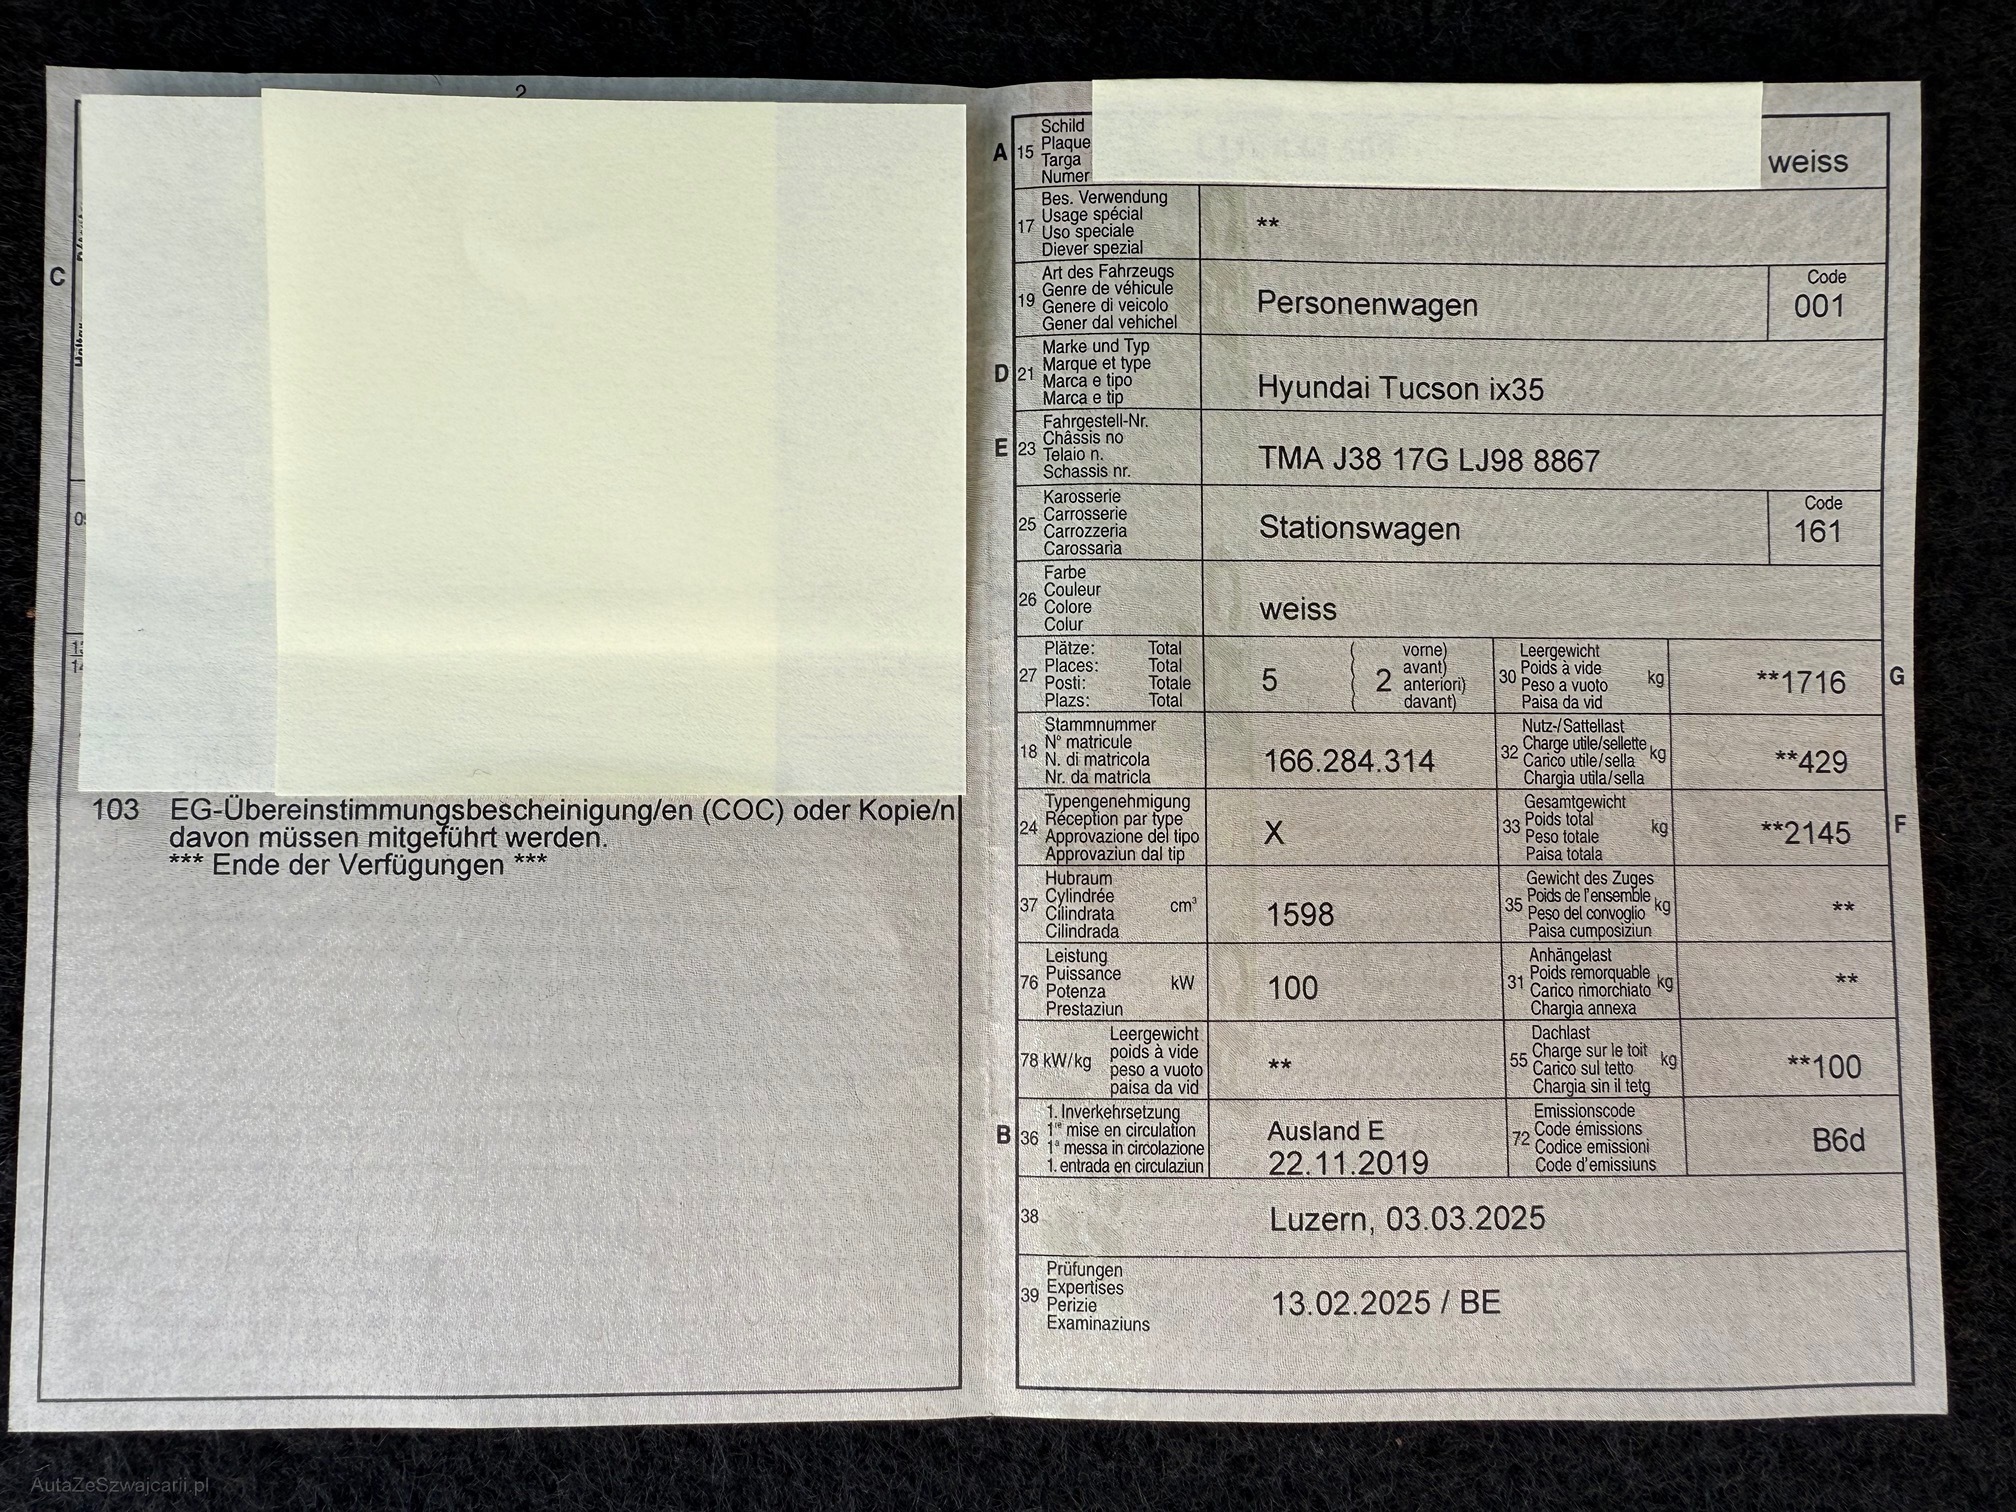 2
C
103 EG-Übereinstimmungsbescheinigung/en (COC) oder Kopie/n
davon müssen mitgeführt werden.
*** Ende der Verfügungen ***
A 15 Schild
Plaque
Targa
Numer
weiss
17 Bes. Verwendung
Usage spécial
Uso speciale
Diever spezial
**
19 Art des Fahrzeugs
Genre de véhicule
Genere di veicolo
Gener dal vehichel
Personenwagen
Code
001
D 21 Marke und Typ
Marque et type
Marca e tipo
Marca e tip
Hyundai Tucson ix35
E 23 Fahrgestell-Nr.
Châssis no
Telaio n.
Schassis nr.
TMA J38 17G LJ98 8867
25 Karosserie
Carrosserie
Carrozzeria
Carossaria
Stationswagen
Code
161
26 Farbe
Couleur
Colore
Colur
weiss
27 Plätze: Total
Places: Total
Posti: Totale
Plazs: Total
5
2
vorne)
avant)
anteriori)
davant)
30 Leergewicht
Poids à vide
Peso a vuoto
Paisa da vid
kg
**1716
G
18 Stammnummer
N° matricule
N. di matricola
Nr. da matricla
166.284.314
32 Nutz-/Sattellast
Charge utile/sellette
Carico utile/sella
Chargia utila/sella
kg
**429
24 Typengenehmigung
Réception par type
Approvazione del tipo
Approvaziun dal tip
X
33 Gesamtgewicht
Poids total
Peso totale
Paisa totala
kg
**2145
F
37 Hubraum
Cylindrée
Cilindrata
Cilindrada
cm³
1598
35 Gewicht des Zuges
Poids de l'ensemble
Peso del convoglio
Paisa cumposiziun
kg
**
76 Leistung
Puissance
Potenza
Prestaziun
kW
100
31 Anhängelast
Poids remorquable
Carico rimorchiato
Chargia annexa
kg
**
78 kW/kg
Leergewicht
poids à vide
peso a vuoto
paisa da vid
**
55 Dachlast
Charge sur le toit
Carico sul tetto
Chargia sin il tetg
kg
**100
B 36 1. Inverkehrsetzung
1re mise en circulation
1a messa in circolazione
1. entrada en circulaziun
Ausland E
22.11.2019
72 Emissionscode
Code émissions
Codice emissioni
Code d'emissiuns
B6d
38
Luzern, 03.03.2025
39 Prüfungen
Expertises
Perizie
Examinaziuns
13.02.2025 / BE
AutaZeSzwajcarii.pl